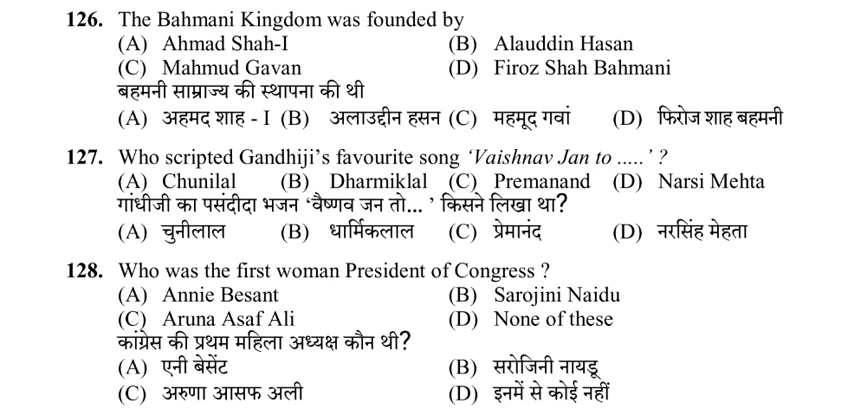 126. The Bahmani Kingdom was founded by
(A) Ahmad Shah-I (B) Alauddin Hasan
(C) Mahmud Gavan (D) Firoz Shah Bahmani
बहमनी साम्राज्य की स्थापना की थी
(A) अहमद शाह - I (B) अलाउद्दीन हसन (C) महमूद गवां (D) फिरोज शाह बहमनी
127. Who scripted Gandhiji’s favourite song ‘Vaishnav Jan to .....’ ?
(A) Chunilal (B) Dharmiklal (C) Premanand (D) Narsi Mehta
गांधीजी का पसंदीदा भजन ‘वैष्णव जन तो... ’ किसने लिखा था?
(A) चुनीलाल (B) धार्मिकलाल (C) प्रेमानंद (D) नरसिंह मेहता
128. Who was the first woman President of Congress ?
(A) Annie Besant (B) Sarojini Naidu
(C) Aruna Asaf Ali (D) None of these
कांग्रेस की प्रथम महिला अध्यक्ष कौन थी?
(A) एनी बेसेंट (B) सरोजिनी नायडू
(C) अरुणा आसफ अली (D) इनमें से कोई नहीं